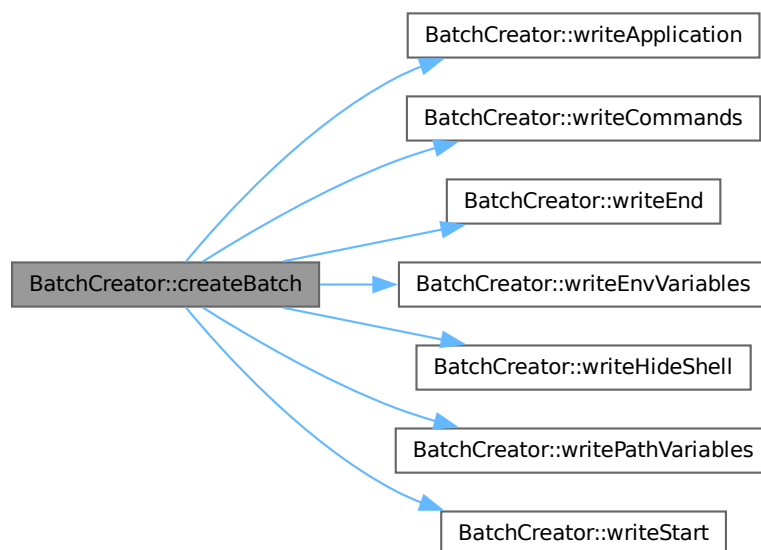 BatchCreator::writeApplication
BatchCreator::writeCommands
BatchCreator::writeEnd
BatchCreator::createBatch
BatchCreator::writeEnvVariables
BatchCreator::writeHideShell
BatchCreator::writePathVariables
BatchCreator::writeStart